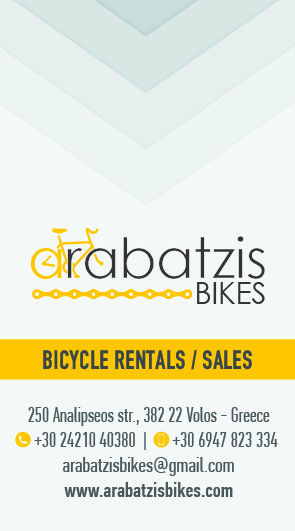 arabatzis
BIKES
BICYCLE RENTALS / SALES
250 Analipseos str., 382 22 Volos - Greece
+30 24210 40380 | +30 6947 823 334
arabatzisbikes@gmail.com
www.arabatzisbikes.com